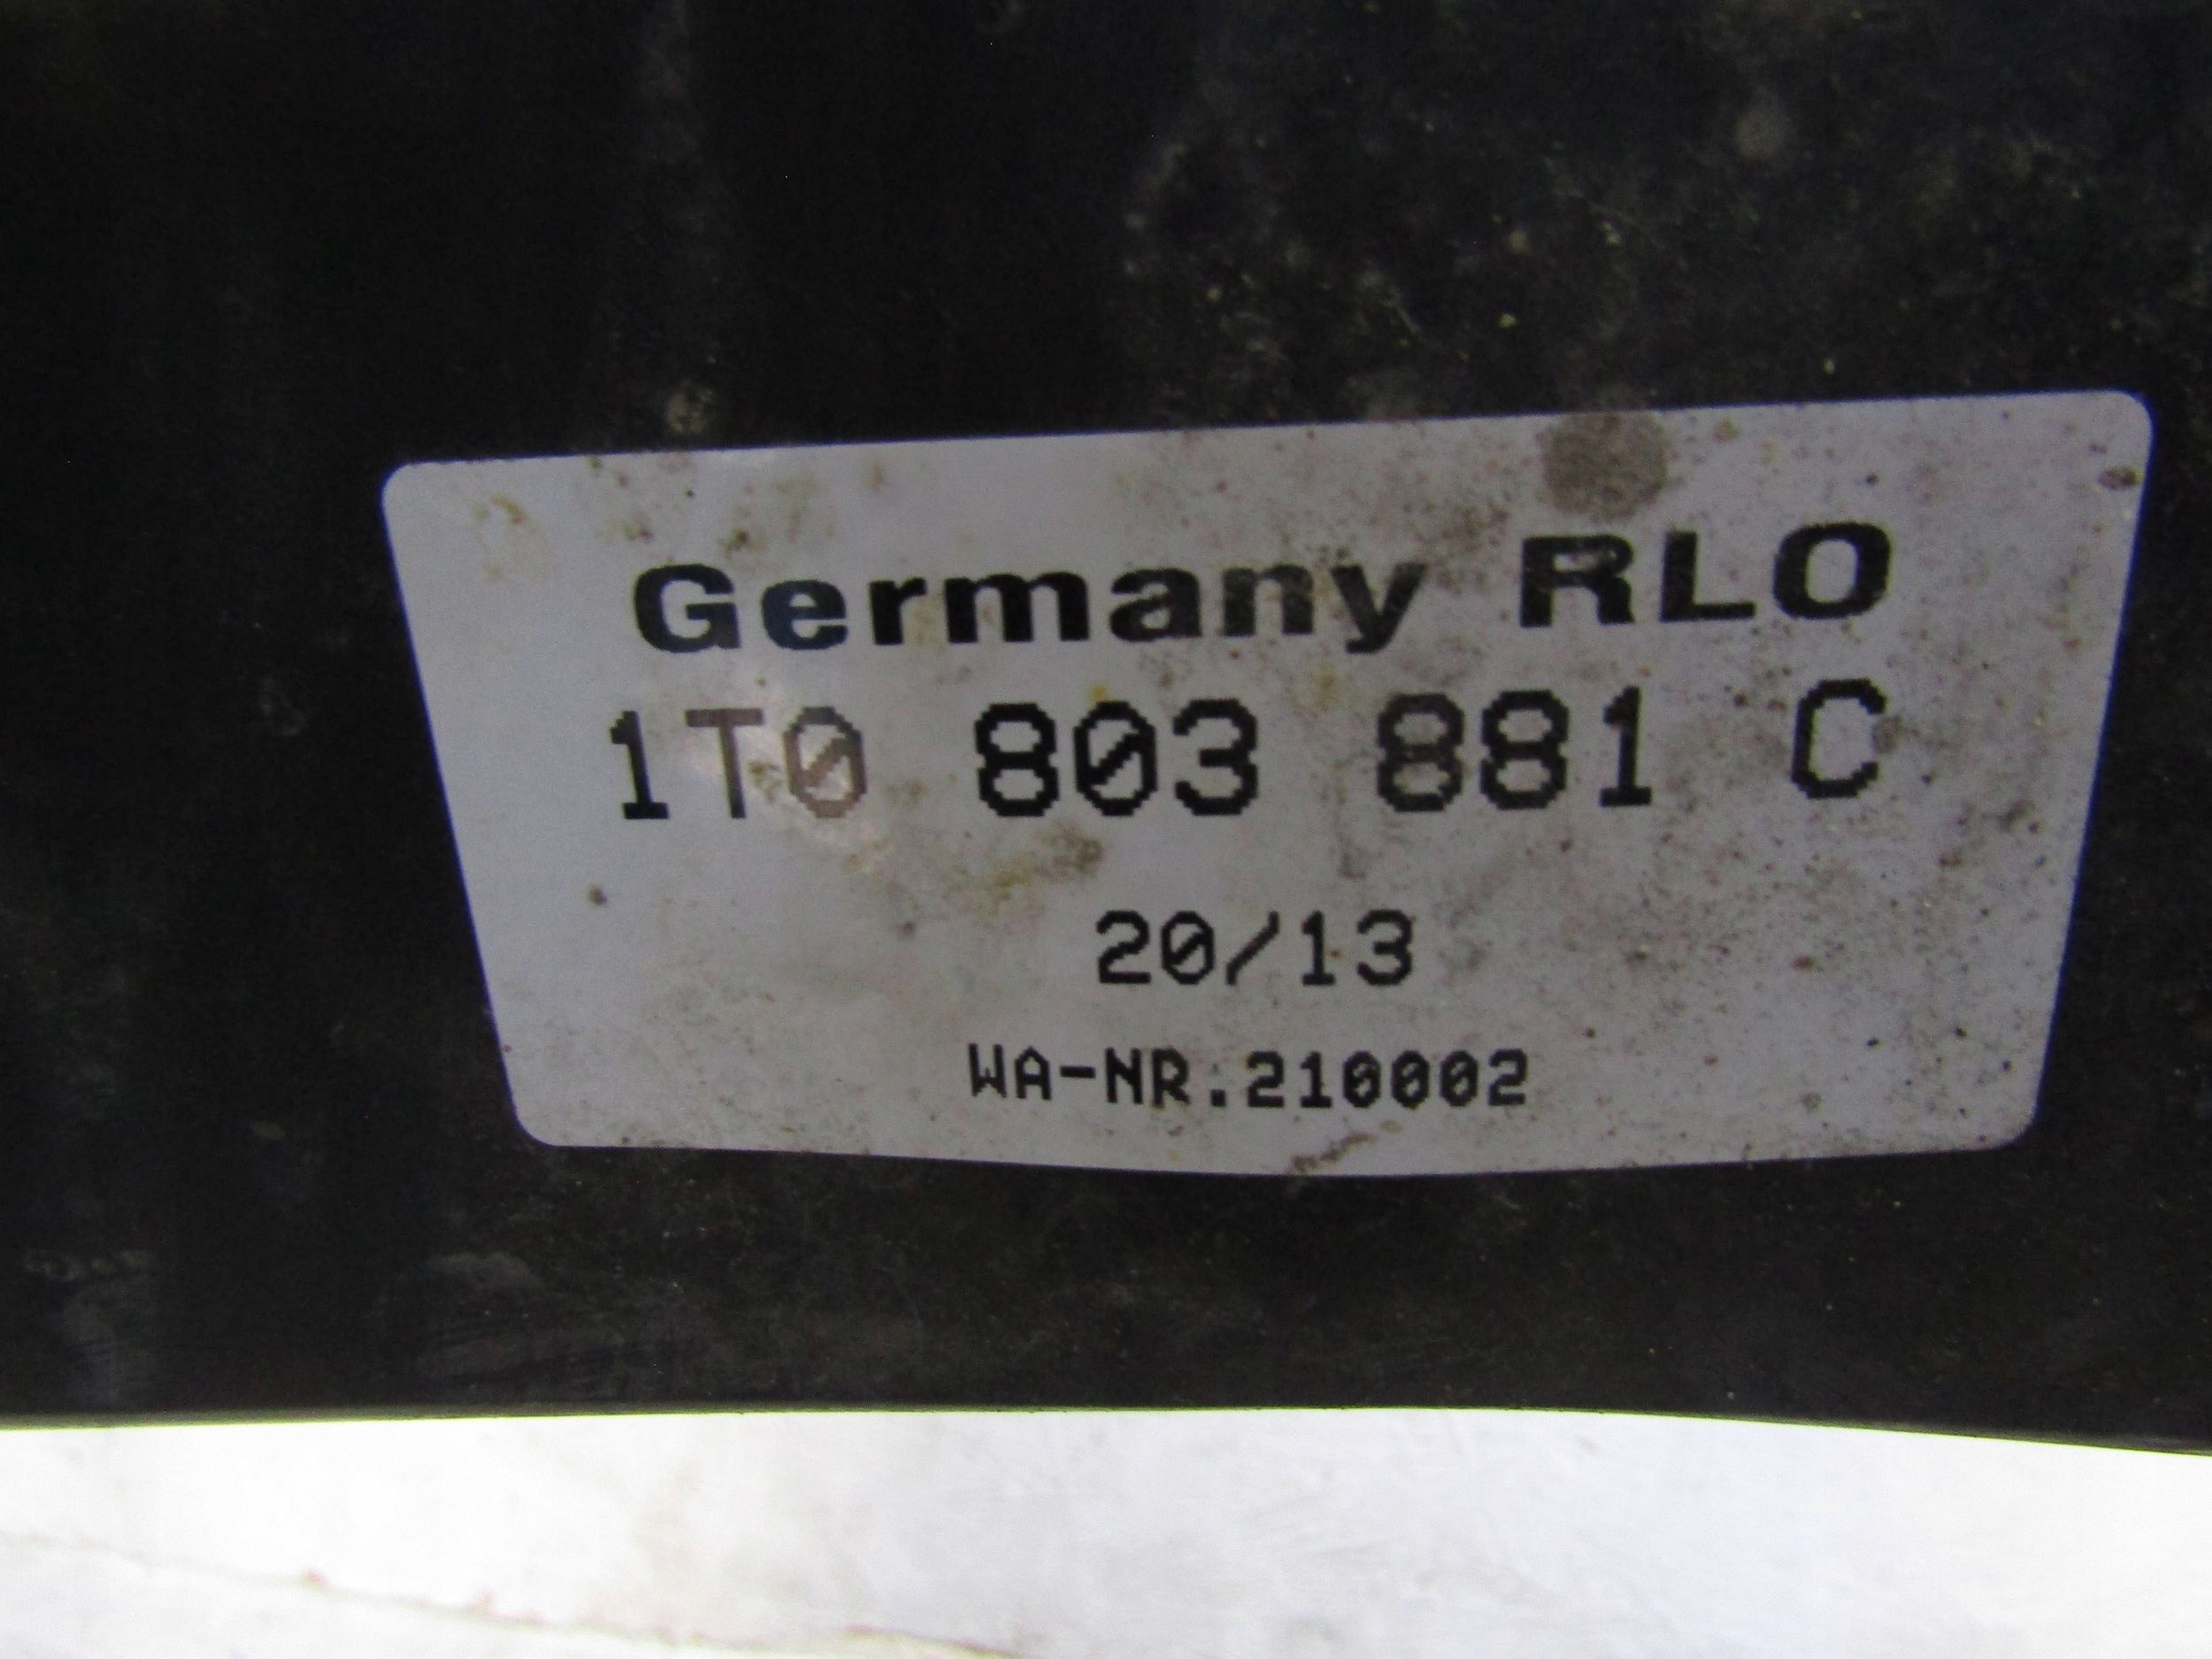 Germany RLO
1T0 803 881 C
20/13
WA-NR.210002